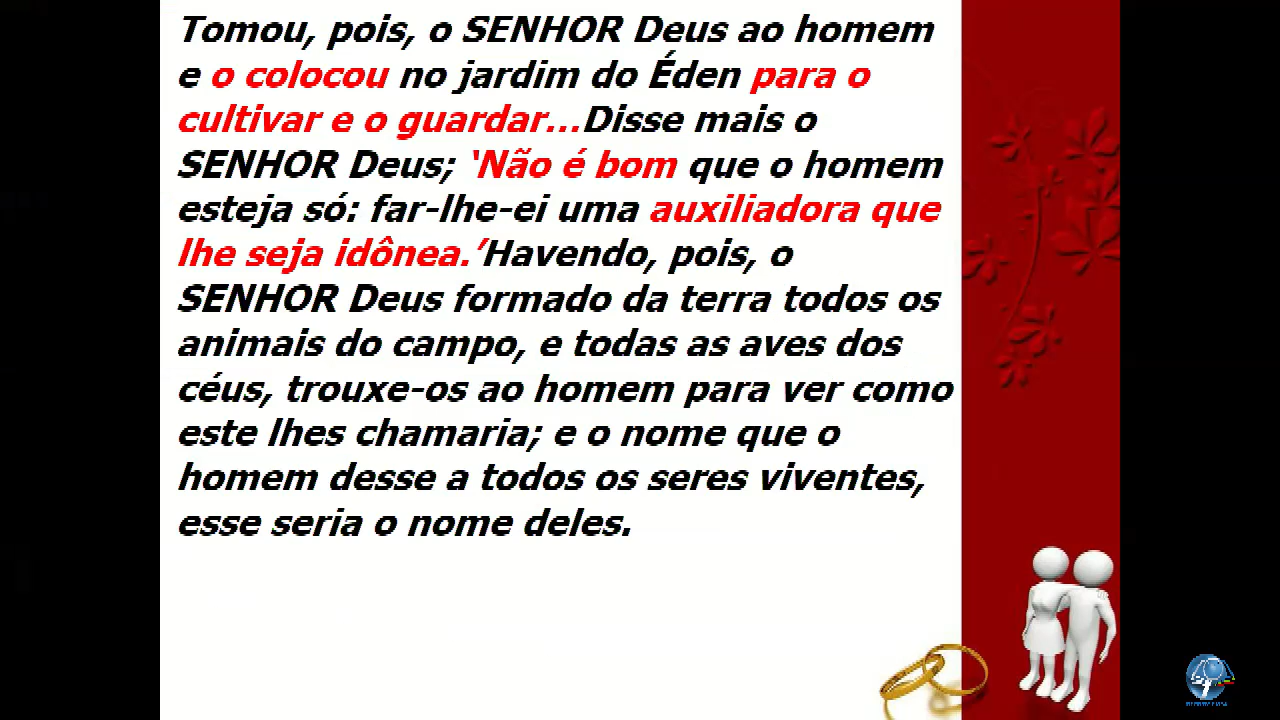 Tomou, pois, o SENHOR Deus ao homem
e o colocou no jardim do Éden para o
cultivar e o guardar...Disse mais o
SENHOR Deus; ‘Não é bom que o homem
esteja só: far-lhe-ei uma auxiliadora que
lhe seja idônea.’Havendo, pois, o
SENHOR Deus formado da terra todos os
animais do campo, e todas as aves dos
céus, trouxe-os ao homem para ver como
este lhes chamaria; e o nome que o
homem desse a todos os seres viventes,
esse seria o nome deles.